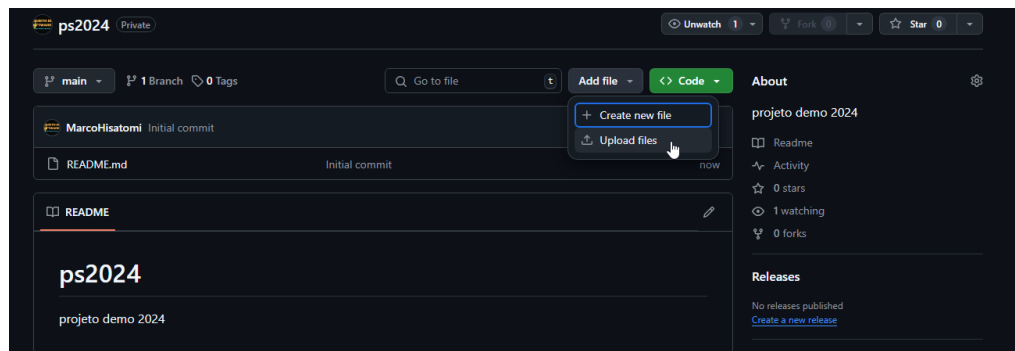 ps2024 Private
Unwatch 1
Fork 0
Star 0
main
1 Branch
0 Tags
Go to file
t
Add file
Code
Create new file
Upload files
MarcoHisatomi Initial commit
README.md Initial commit now
README
ps2024
projeto demo 2024
About
projeto demo 2024
Readme
Activity
0 stars
1 watching
0 forks
Releases
No releases published
Create a new release